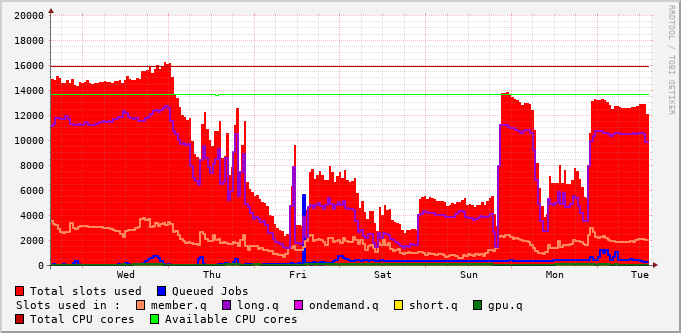 20000
18000
16000
14000
12000
10000
8000
6000
4000
2000
0
Wed Thu Fri Sat Sun Mon Tue
Total slots used Queued Jobs
Slots used in : member.q long.q ondemand.q short.q gpu.q
Total CPU cores Available CPU cores
RRDTOOL / TOBI OETIKER